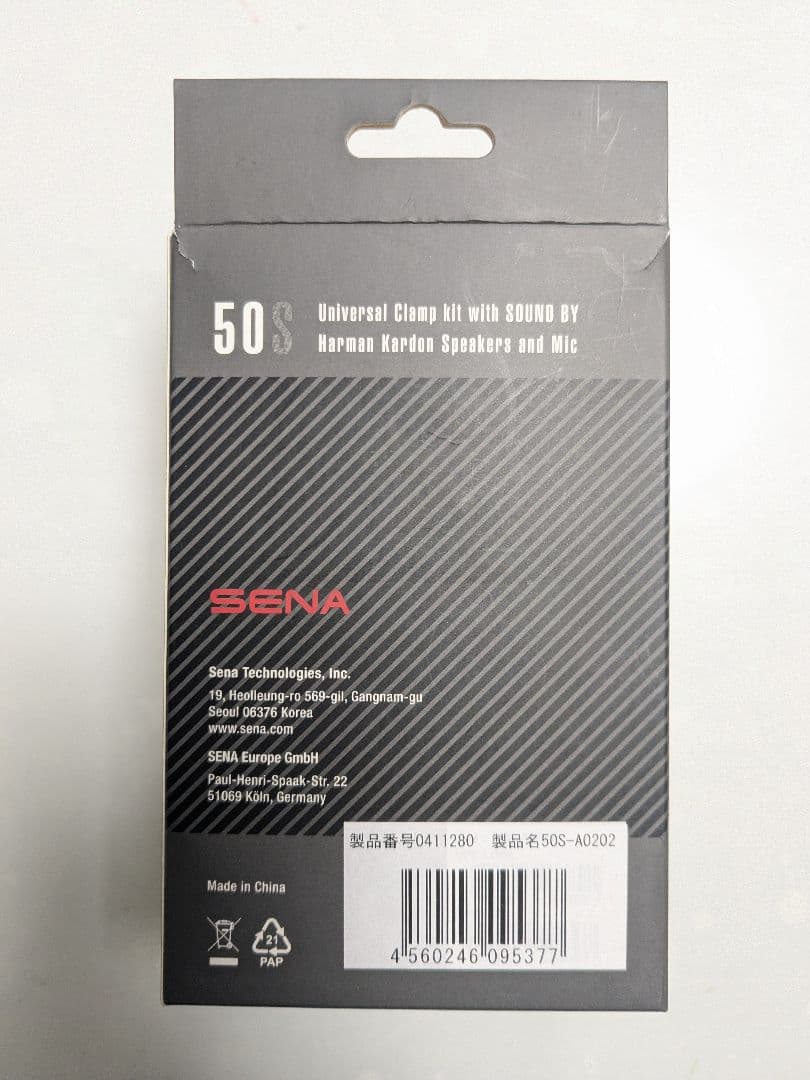 50S
Universal Clamp kit with SOUND BY
Harman Kardon Speakers and Mic
SENA
Sena Technologies, Inc.
19, Heolleung-ro 569-gil, Gangnam-gu
Seoul 06376 Korea
www.sena.com
SENA Europe GmbH
Paul-Henri-Spaak-Str. 22
51069 Köln, Germany
製品番号0411280 製品名50S-A0202
4 560246 095377
Made in China
21
PAP